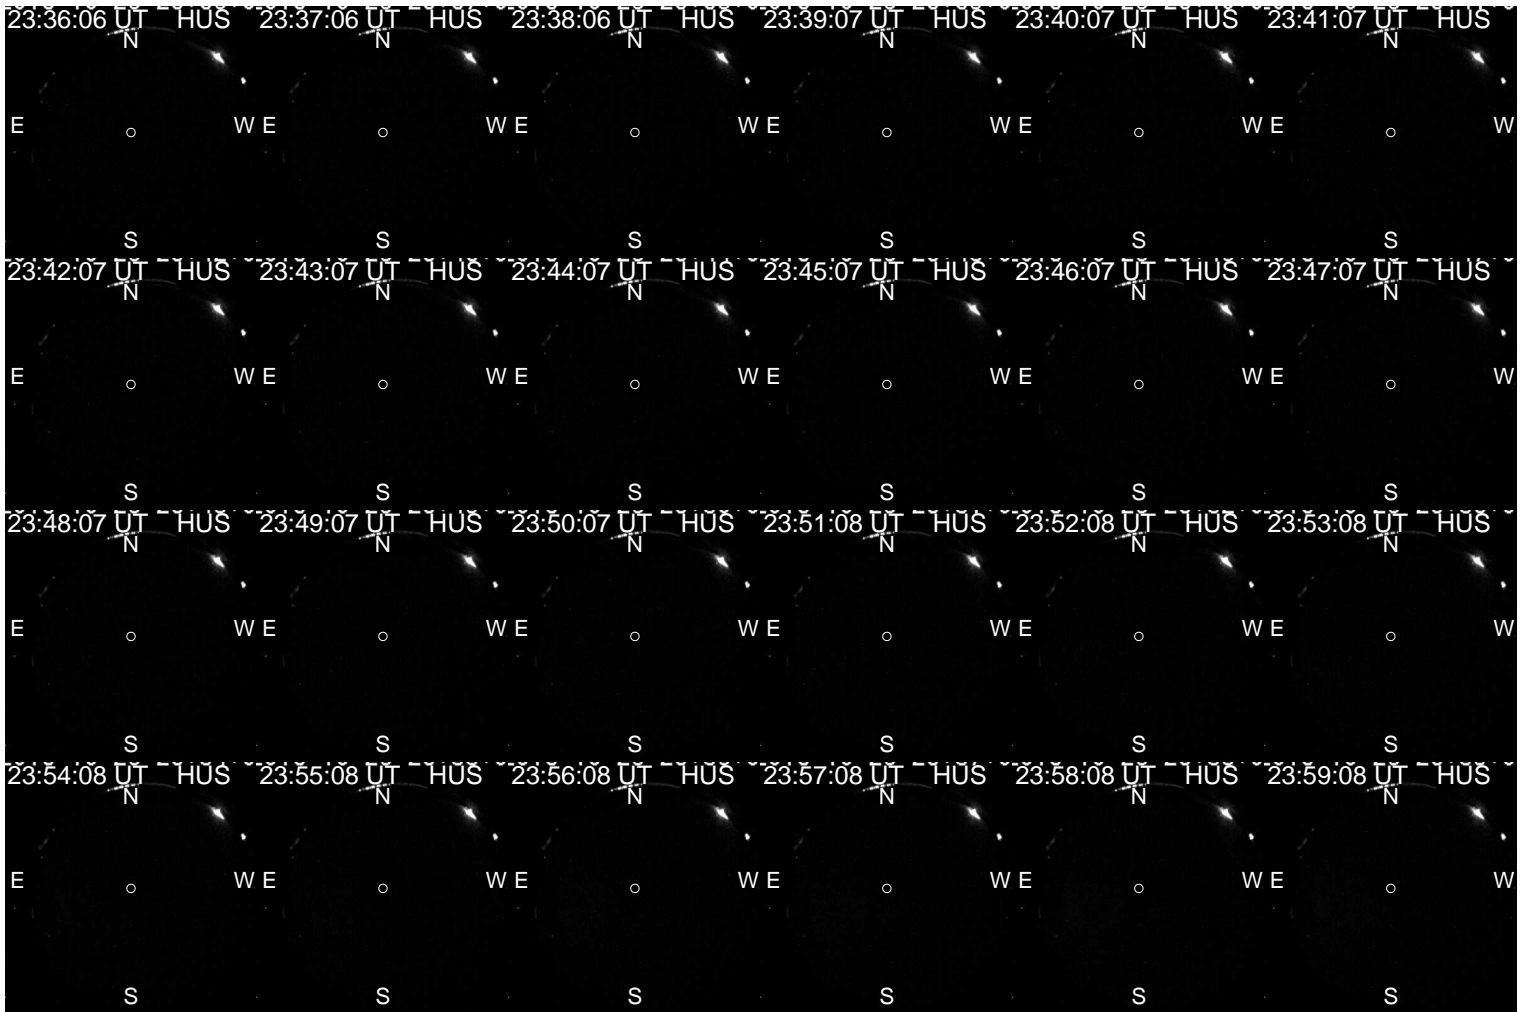 23:36:06 UT HUS 23:37:06 UT HUS 23:38:06 UT HUS 23:39:07 UT HUS 23:40:07 UT HUS 23:41:07 UT HUS
N N N N N N
E W E W E W E W E W E W
S S S S S S
23:42:07 UT HUS 23:43:07 UT HUS 23:44:07 UT HUS 23:45:07 UT HUS 23:46:07 UT HUS 23:47:07 UT HUS
N N N N N N
E W E W E W E W E W E W
S S S S S S
23:48:07 UT HUS 23:49:07 UT HUS 23:50:07 UT HUS 23:51:08 UT HUS 23:52:08 UT HUS 23:53:08 UT HUS
N N N N N N
E W E W E W E W E W E W
S S S S S S
23:54:08 UT HUS 23:55:08 UT HUS 23:56:08 UT HUS 23:57:08 UT HUS 23:58:08 UT HUS 23:59:08 UT HUS
N N N N N N
E W E W E W E W E W E W
S S S S S S